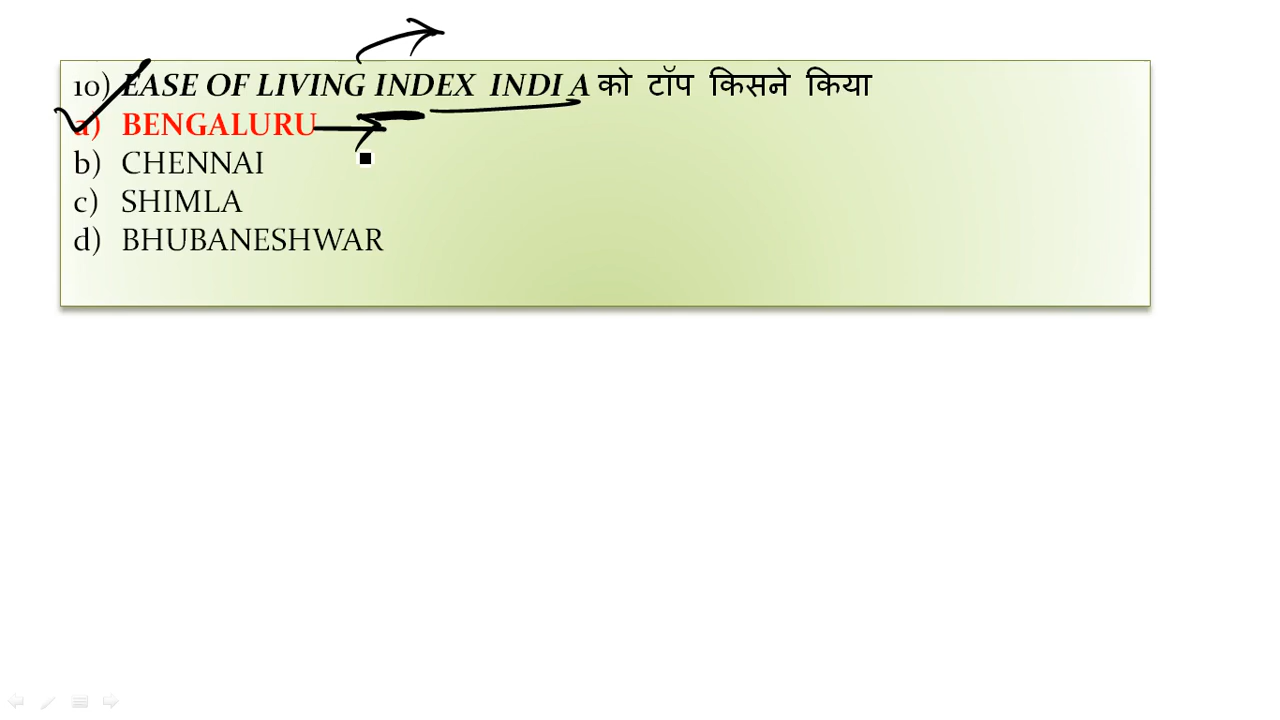 10) EASE OF LIVING INDEX INDI A को टॉप किसने किया
a) BENGALURU
b) CHENNAI
c) SHIMLA
d) BHUBANESHWAR